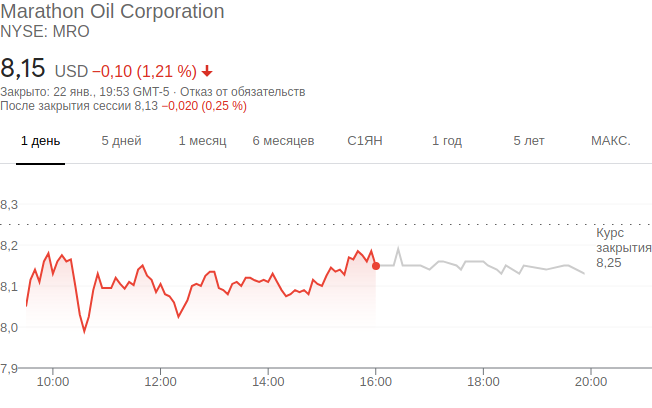 Marathon Oil Corporation
NYSE: MRO
8,15 USD −0,10 (1,21 %)
Закрыто: 22 янв., 19:53 GMT-5 · Отказ от обязательств
После закрытия сессии 8,13 −0,020 (0,25 %)
1 день 5 дней 1 месяц 6 месяцев С1ЯН 1 год 5 лет МАКС.
8,3
Курс
закрытия
8,25
8,2
8,1
8,0
7,9
10:00 12:00 14:00 16:00 18:00 20:00